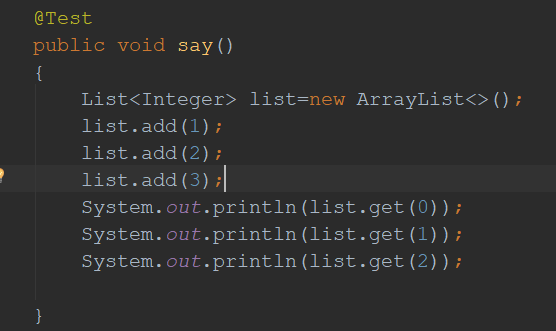 @Test
public void say()
{
    List<Integer> list=new ArrayList<>();
    list.add(1);
    list.add(2);
    list.add(3);
    System.out.println(list.get(0));
    System.out.println(list.get(1));
    System.out.println(list.get(2));
}